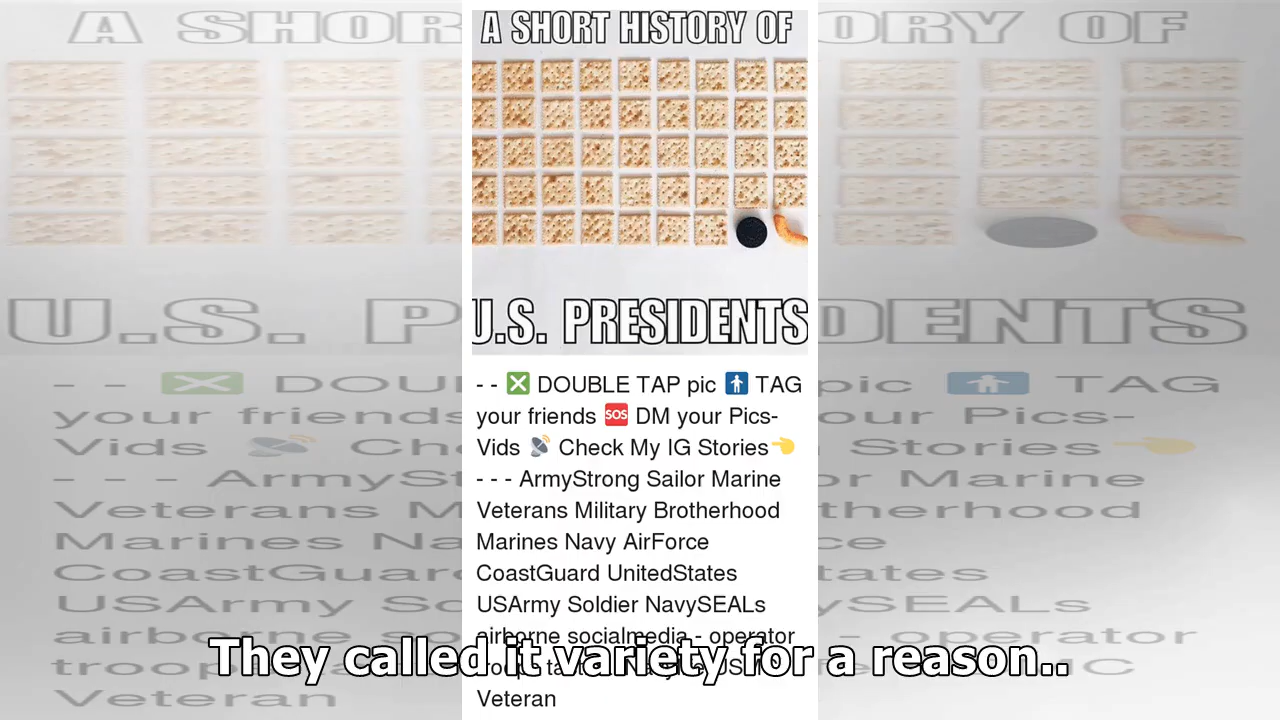 A SHORT HISTORY OF
U.S. PRESIDENTS
- - ❎ DOUBLE TAP pic 🚹 TAG
your friends 🆘 DM your Pics-
Vids 📡 Check My IG Stories👈
- - - ArmyStrong Sailor Marine
Veterans Military Brotherhood
Marines Navy AirForce
CoastGuard UnitedStates
USArmy Soldier NavySEALs
airborne socialmedia - operator
They called it variety for a reason..
Veteran